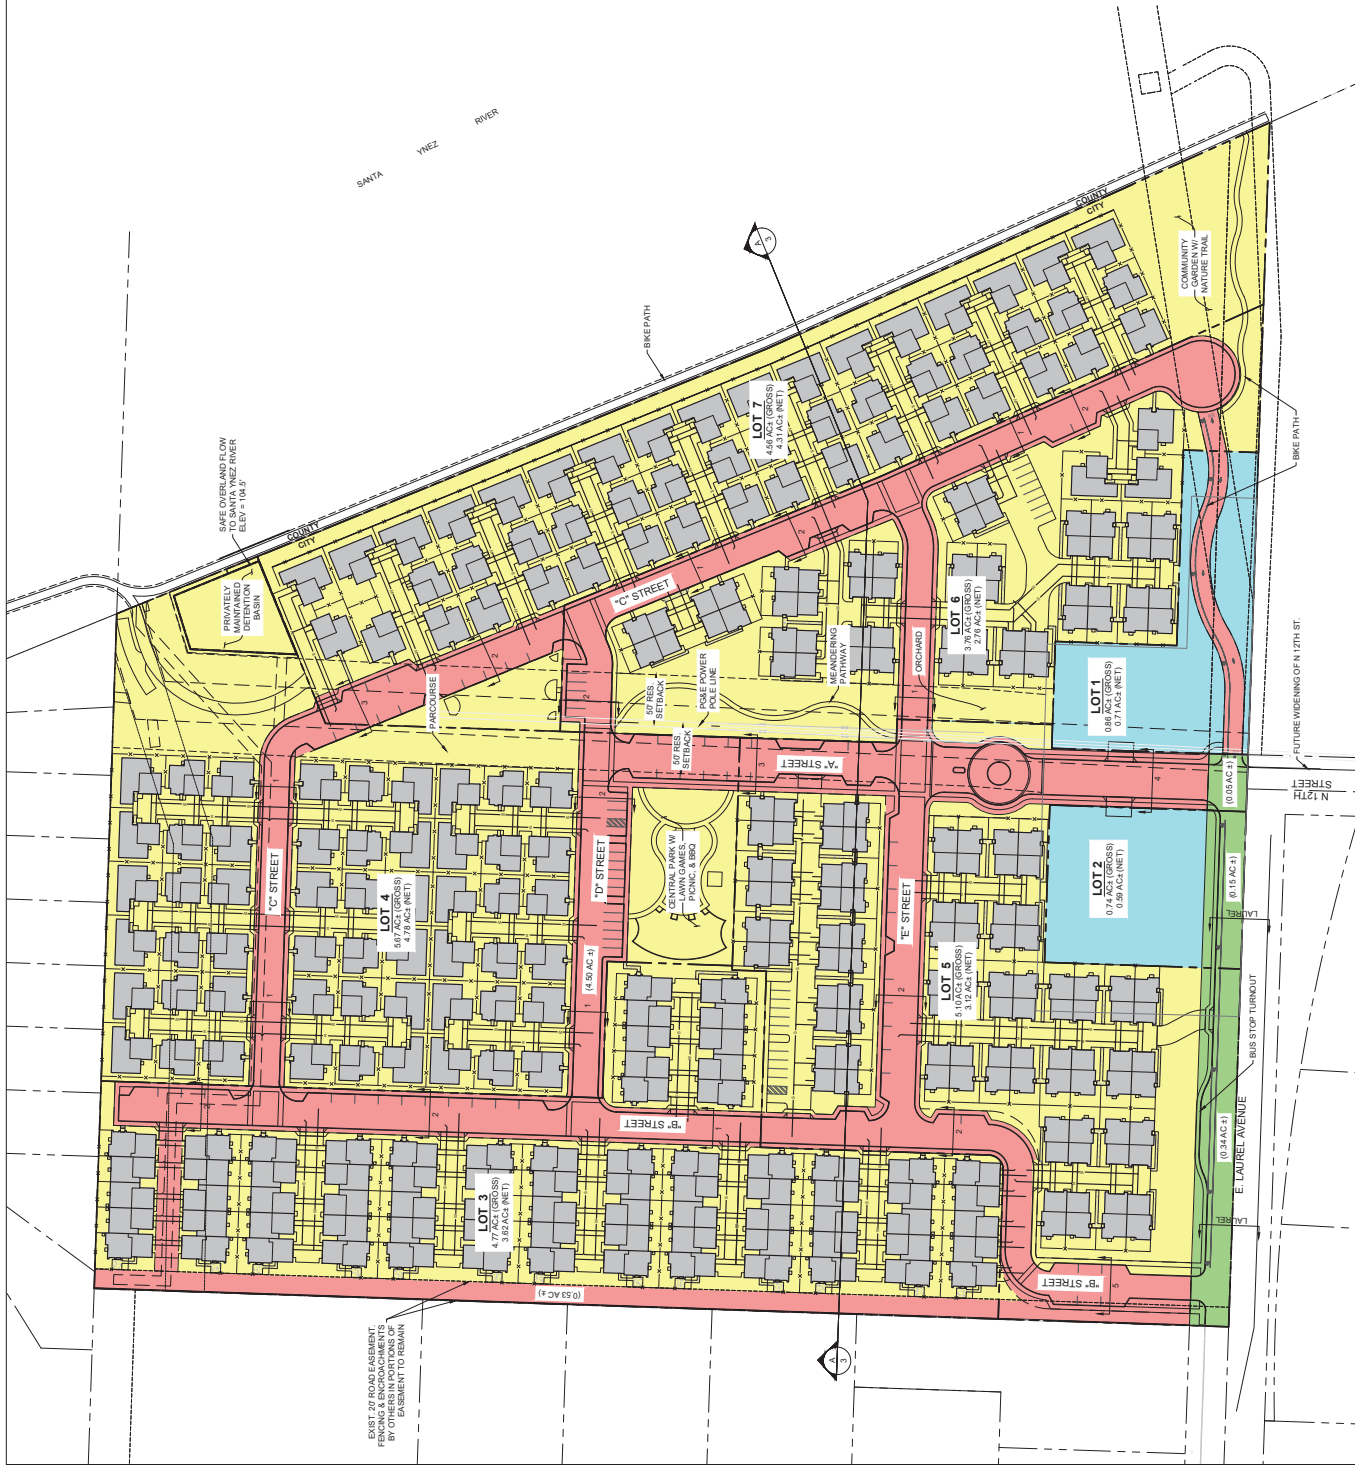 SANTA YNEZ RIVER
COUNTY
CITY
COMMUNITY
GARDEN W/
NATURE TRAIL
A
3
BIKE PATH
SAFE OVERLAND FLOW
TO SANTA YNEZ RIVER
ELEV = 104.5'
COUNTY
CITY
PRIVATELY
MAINTAINED
DETENTION
BASIN
LOT 7
4.56 AC± (GROSS)
4.31 AC± (NET)
"C" STREET
BIKE PATH
PARCOURSE
50' RES.
SETBACK
PG&E POWER
POLE LINE
50' RES.
SETBACK
MEANDERING
PATHWAY
ORCHARD
LOT 6
3.76 AC± (GROSS)
2.76 AC± (NET)
LOT 1
0.86 AC± (GROSS)
0.71 AC± (NET)
FUTURE WIDENING OF N 12TH ST.
N 12TH
STREET
(0.05 AC ±)
"A" STREET
"C" STREET
LOT 4
5.67 AC± (GROSS)
4.78 AC± (NET)
"D" STREET
(4.50 AC ±)
CENTRAL PARK W/
LAWN GAMES,
PICNIC, & BBQ
"E" STREET
LOT 5
5.10 AC± (GROSS)
3.12 AC± (NET)
LOT 2
0.74 AC± (GROSS)
0.59 AC± (NET)
(0.15 AC ±)
LAUREL
BUS STOP TURNOUT
(0.34 AC ±)
E. LAUREL AVENUE
LAUREL
"B" STREET
LOT 3
4.77 AC± (GROSS)
3.62 AC± (NET)
"B" STREET
(0.53 AC ±)
EXIST. 20' ROAD EASEMENT.
FENCING & ENCROACHMENTS
BY OTHERS IN PORTIONS OF
EASEMENT TO REMAIN
A
3